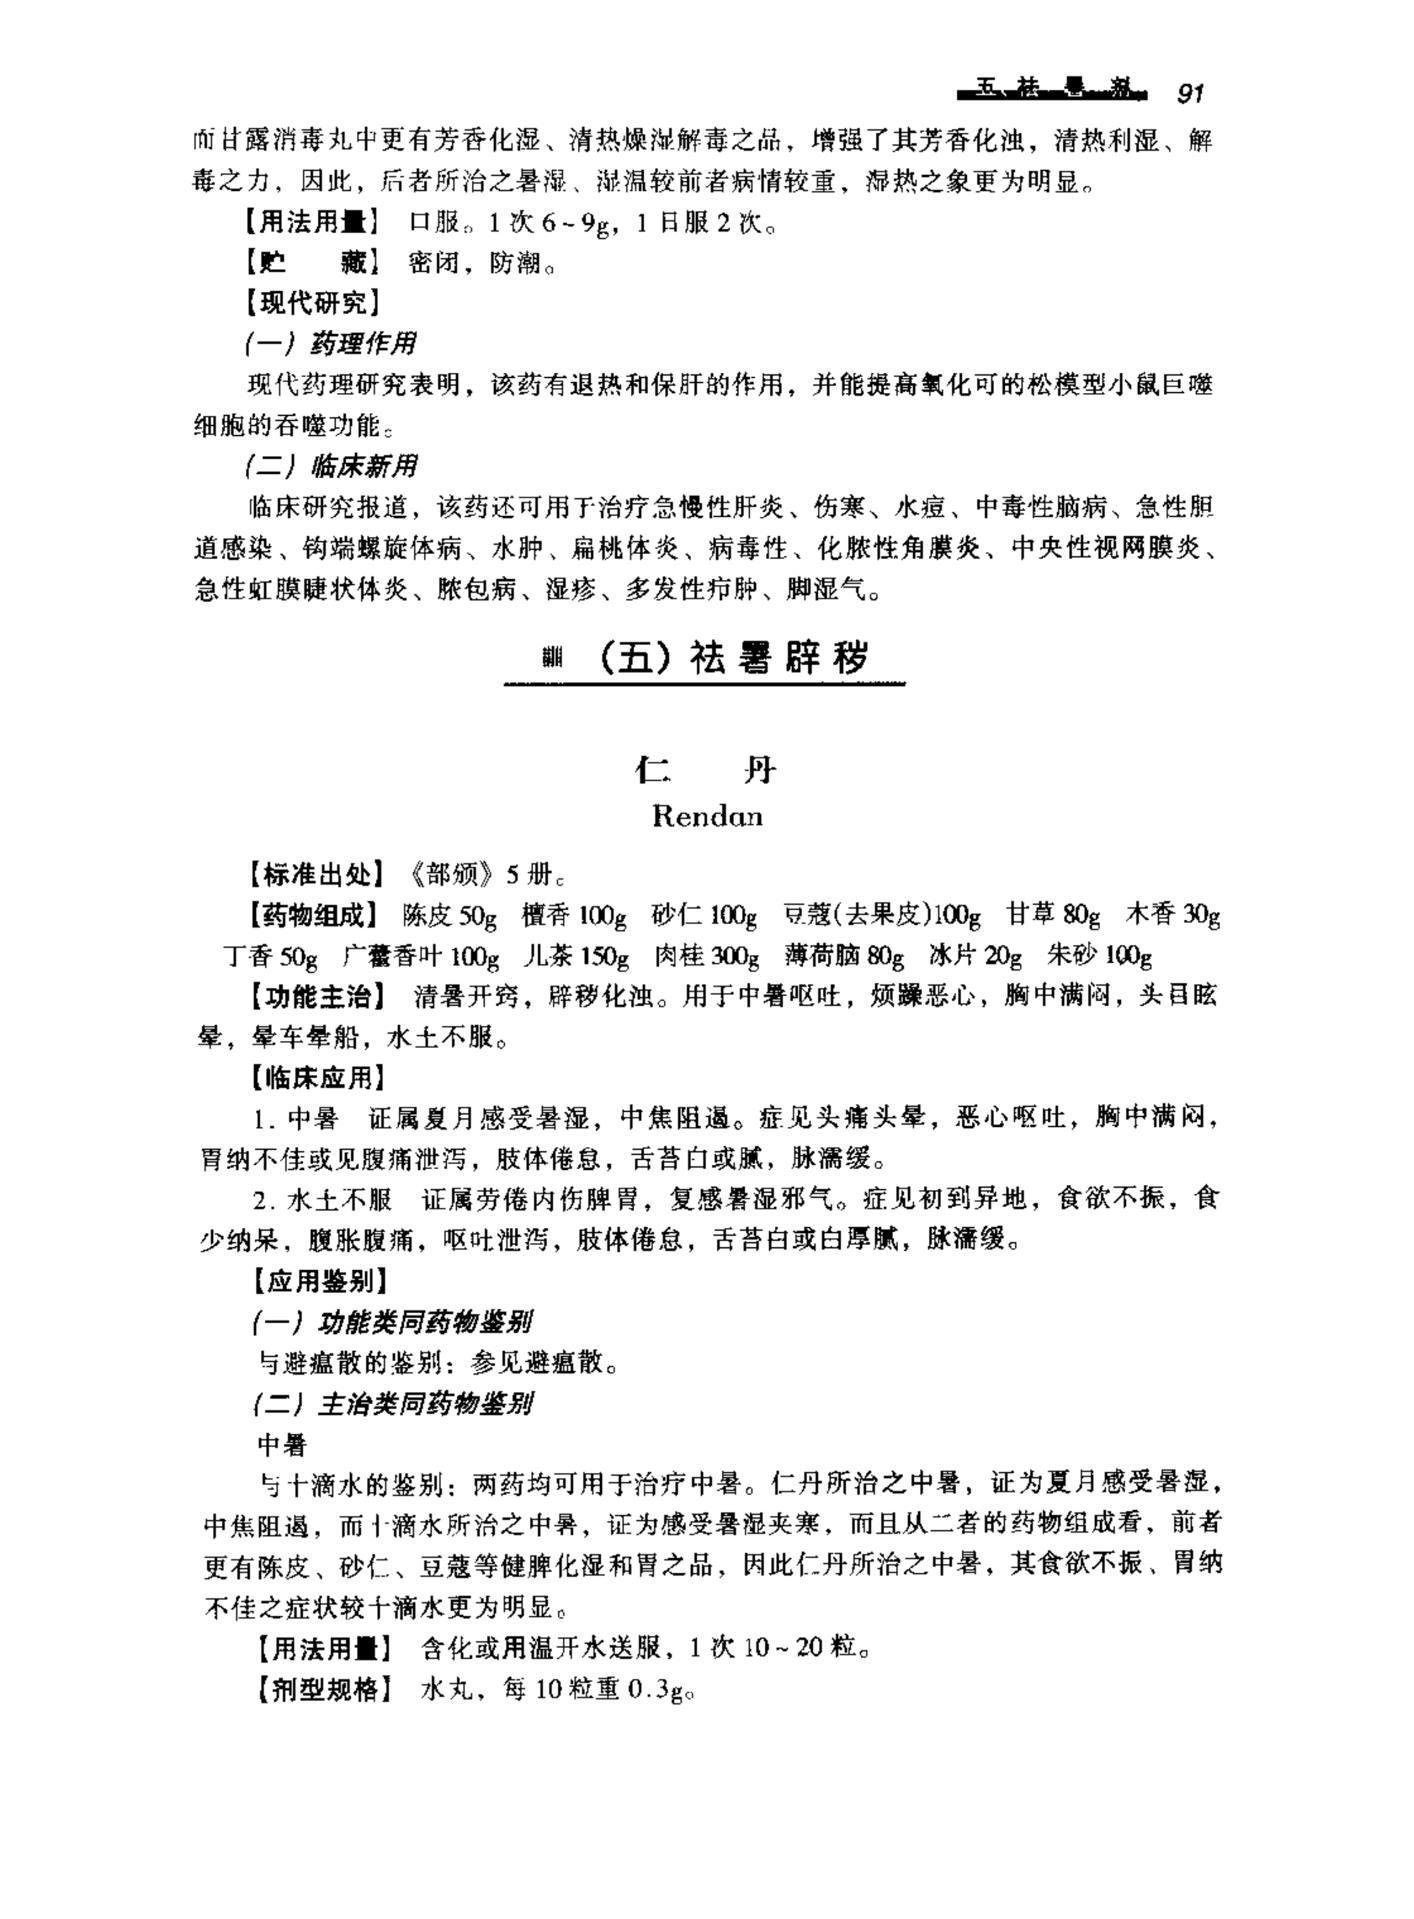 五、祛暑剂 91
而甘露消毒丸中更有芳香化湿、清热燥湿解毒之品，增强了其芳香化浊，清热利湿、解
毒之力，因此，后者所治之暑湿、湿温较前者病情较重，湿热之象更为明显。
【用法用量】 口服。1次6~9g，1日服2次。
【贮　　藏】 密闭，防潮。
【现代研究】
(一) 药理作用
现代药理研究表明，该药有退热和保肝的作用，并能提高氧化可的松模型小鼠巨噬
细胞的吞噬功能。
(二) 临床新用
临床研究报道，该药还可用于治疗急慢性肝炎、伤寒、水痘、中毒性脑病、急性胆
道感染、钩端螺旋体病、水肿、扁桃体炎、病毒性、化脓性角膜炎、中央性视网膜炎、
急性虹膜睫状体炎、脓包病、湿疹、多发性疖肿、脚湿气。
（五）祛暑辟秽
仁　丹
Rendan
【标准出处】《部颁》5册。
【药物组成】 陈皮50g　檀香100g　砂仁100g　豆蔻(去果皮)100g　甘草80g　木香30g
丁香50g　广藿香叶100g　儿茶150g　肉桂300g　薄荷脑80g　冰片20g　朱砂100g
【功能主治】 清暑开窍，辟秽化浊。用于中暑呕吐，烦躁恶心，胸中满闷，头目眩
晕，晕车晕船，水土不服。
【临床应用】
1. 中暑　证属夏月感受暑湿，中焦阻遏。症见头痛头晕，恶心呕吐，胸中满闷，
胃纳不佳或见腹痛泄泻，肢体倦怠，舌苔白或腻，脉濡缓。
2. 水土不服　证属劳倦内伤脾胃，复感暑湿邪气。症见初到异地，食欲不振，食
少纳呆，腹胀腹痛，呕吐泄泻，肢体倦怠，舌苔白或白厚腻，脉濡缓。
【应用鉴别】
(一) 功能类同药物鉴别
与避瘟散的鉴别：参见避瘟散。
(二) 主治类同药物鉴别
中暑
与十滴水的鉴别：两药均可用于治疗中暑。仁丹所治之中暑，证为夏月感受暑湿，
中焦阻遏，而十滴水所治之中暑，证为感受暑湿夹寒，而且从二者的药物组成看，前者
更有陈皮、砂仁、豆蔻等健脾化湿和胃之品，因此仁丹所治之中暑，其食欲不振、胃纳
不佳之症状较十滴水更为明显。
【用法用量】 含化或用温开水送服，1次10~20粒。
【剂型规格】 水丸，每10粒重0.3g。